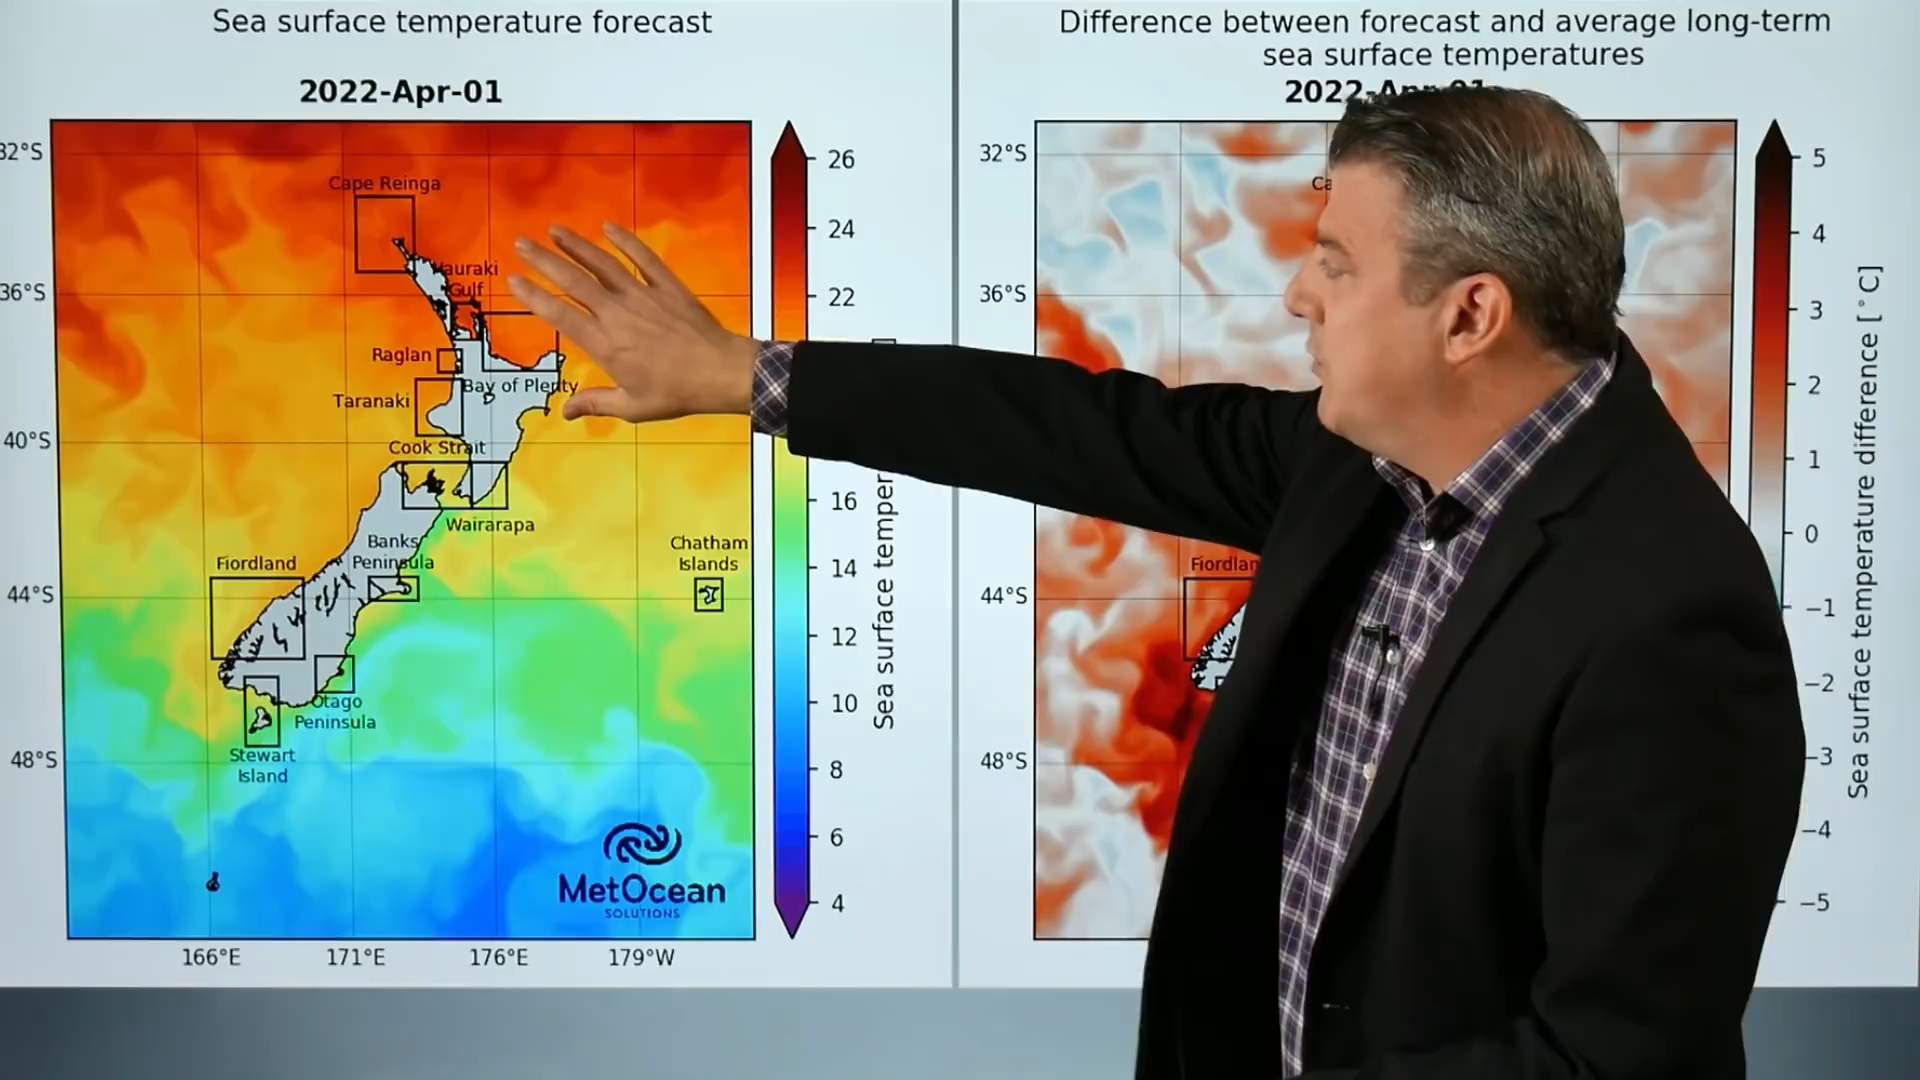 Sea surface temperature forecast
2022-Apr-01
32°S
36°S
40°S
44°S
48°S
166°E
171°E
176°E
179°W
Cape Reinga
Hauraki
Gulf
Raglan
Bay of Plenty
Taranaki
Cook Strait
Wairarapa
Banks
Peninsula
Fiordland
Chatham
Islands
Otago
Peninsula
Stewart
Island
MetOcean
SOLUTIONS
26
24
22
16
14
12
10
8
6
4
Sea surface temper
Difference between forecast and average long-term
sea surface temperatures
2022-Apr-01
32°S
36°S
44°S
48°S
Ca
Fiordlan
5
4
3
2
1
0
−1
−2
−3
−4
−5
Sea surface temperature difference [°C]